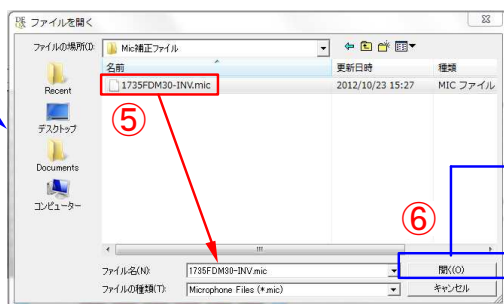 ファイルを開く
ファイルの場所(I):
Mic補正ファイル
名前
更新日時
種類
1735FDM30-INV.mic
2012/10/23 15:27
MIC ファイル
⑤
Recent
デスクトップ
Documents
コンピューター
⑥
ファイル名(N):
1735FDM30-INV.mic
開く(O)
ファイルの種類(T):
Microphone Files (*.mic)
キャンセル